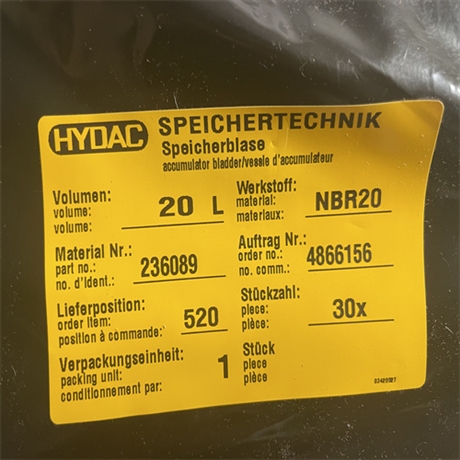 HYDAC SPEICHERTECHNIK
Speicherblase
accumulator bladder/vessie d'accumulateur
Volumen:
volume:
volume:
20 L
Werkstoff:
material:
materiaux:
NBR20
Material Nr.:
part no.:
no. d'ident.:
236089
Auftrag Nr.:
order no.:
no. comm.:
4866156
Lieferposition:
order item:
position à commande:
520
Stückzahl:
piece:
pièce:
30x
Verpackungseinheit:
packing unit:
conditionnement par:
1
Stück
piece
pièce